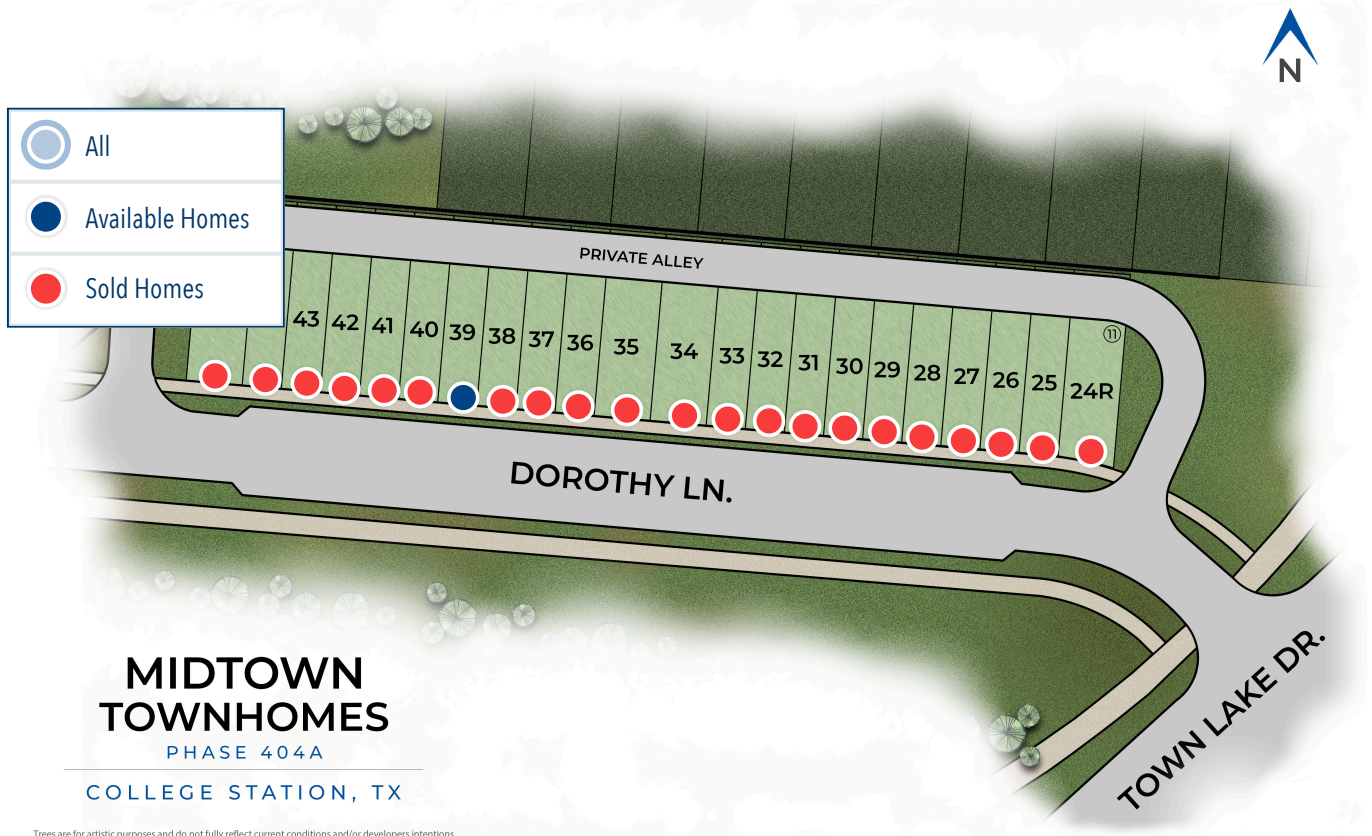 N
All
Available Homes
Sold Homes
PRIVATE ALLEY
43 42 41 40 39 38 37 36 35 34 33 32 31 30 29 28 27 26 25 24R
11
DOROTHY LN.
TOWN LAKE DR.
MIDTOWN
TOWNHOMES
PHASE 404A
COLLEGE STATION, TX
Trees are for artistic purposes and do not fully reflect current conditions and/or developers intentions.